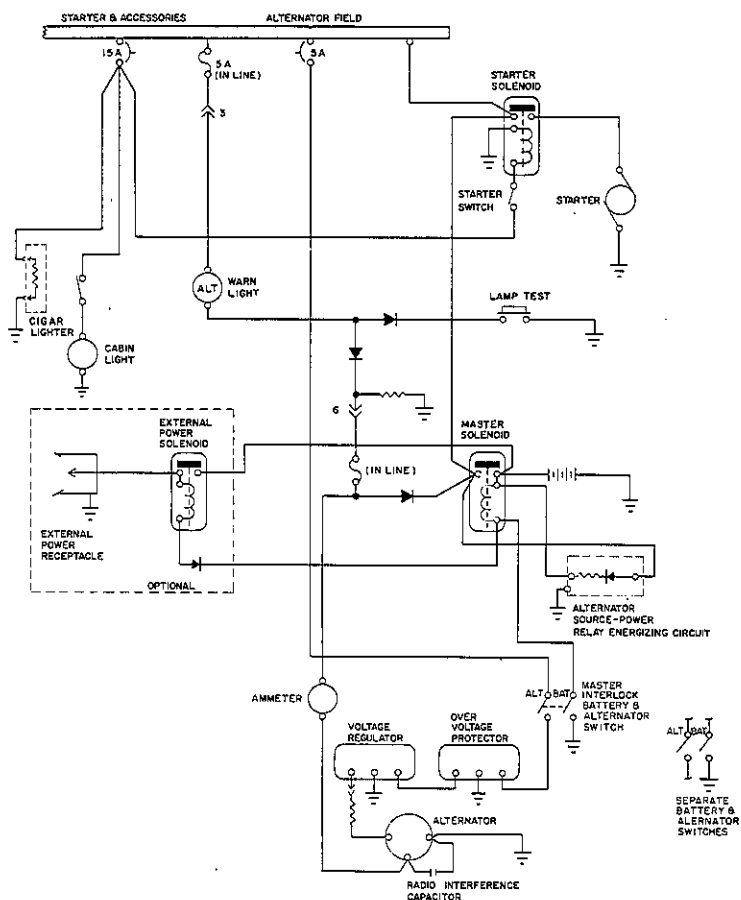 STARTER & ACCESSORIES
ALTERNATOR FIELD
15A
5A
(IN LINE)
5A
3
STARTER
SOLENOID
STARTER
SWITCH
STARTER
ALT
WARN
LIGHT
LAMP TEST
CIGAR
LIGHTER
CABIN
LIGHT
6
EXTERNAL
POWER
SOLENOID
MASTER
SOLENOID
(IN LINE)
EXTERNAL
POWER
RECEPTACLE
OPTIONAL
ALTERNATOR
SOURCE-POWER
RELAY ENERGIZING CIRCUIT
AMMETER
ALT BAT
MASTER
INTERLOCK
BATTERY &
ALTERNATOR
SWITCH
VOLTAGE
REGULATOR
OVER
VOLTAGE
PROTECTOR
ALT BAT
SEPARATE
BATTERY &
ALERNATOR
SWITCHES
ALTERNATOR
RADIO INTERFERENCE
CAPACITOR